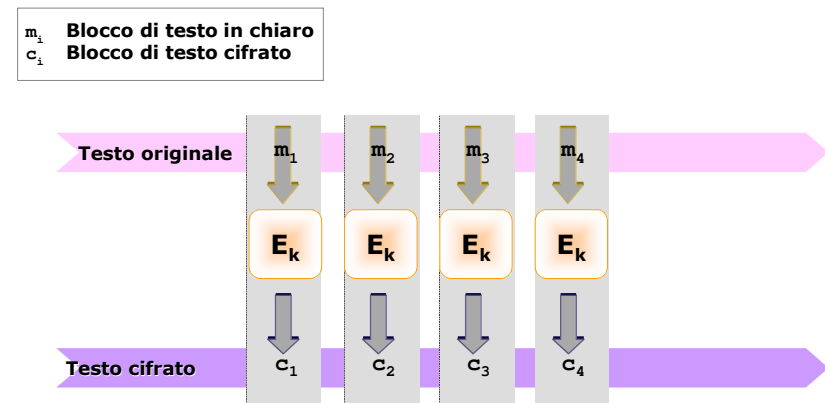 mᵢ Blocco di testo in chiaro
cᵢ Blocco di testo cifrato
Testo originale m₁ m₂ m₃ m₄
Eₖ Eₖ Eₖ Eₖ
Testo cifrato c₁ c₂ c₃ c₄